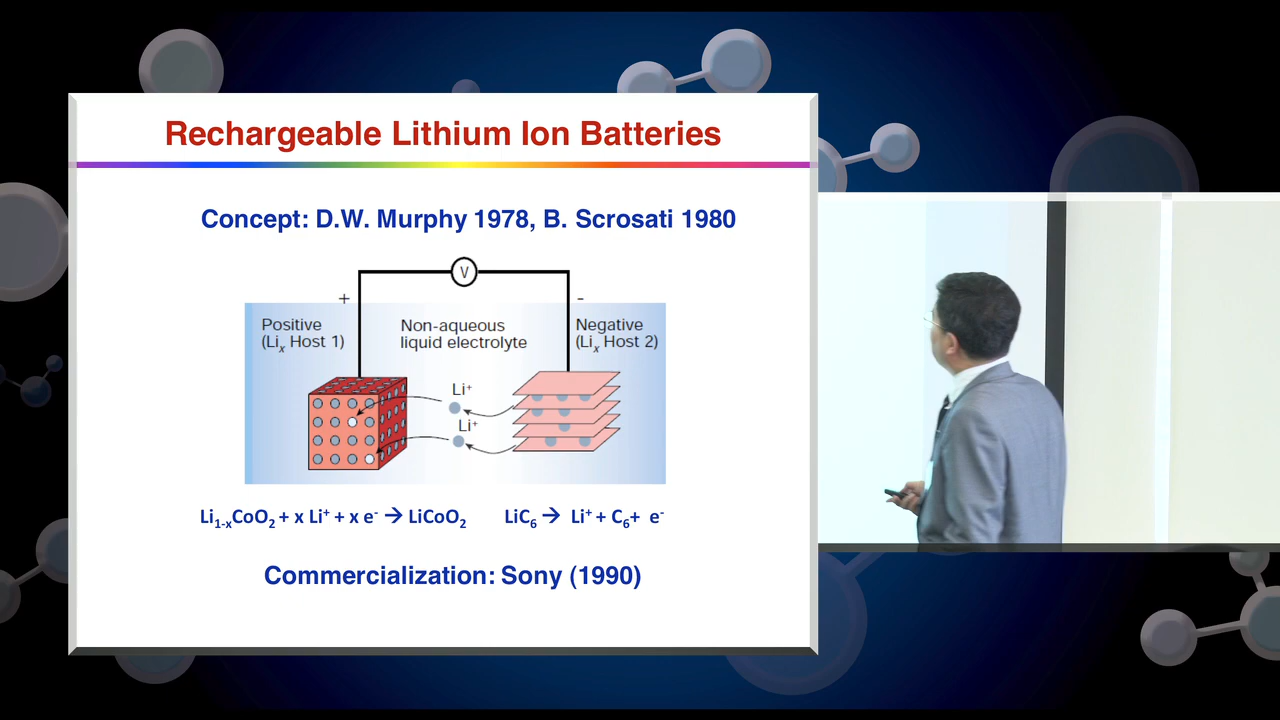 Rechargeable Lithium Ion Batteries
Concept: D.W. Murphy 1978, B. Scrosati 1980
V
+
-
Positive
(Liₓ Host 1)
Non-aqueous
liquid electrolyte
Negative
(Liₓ Host 2)
Li⁺
Li⁺
Li₁₋ₓCoO₂ + x Li⁺ + x e⁻ → LiCoO₂
LiC₆ → Li⁺ + C₆+ e⁻
Commercialization: Sony (1990)